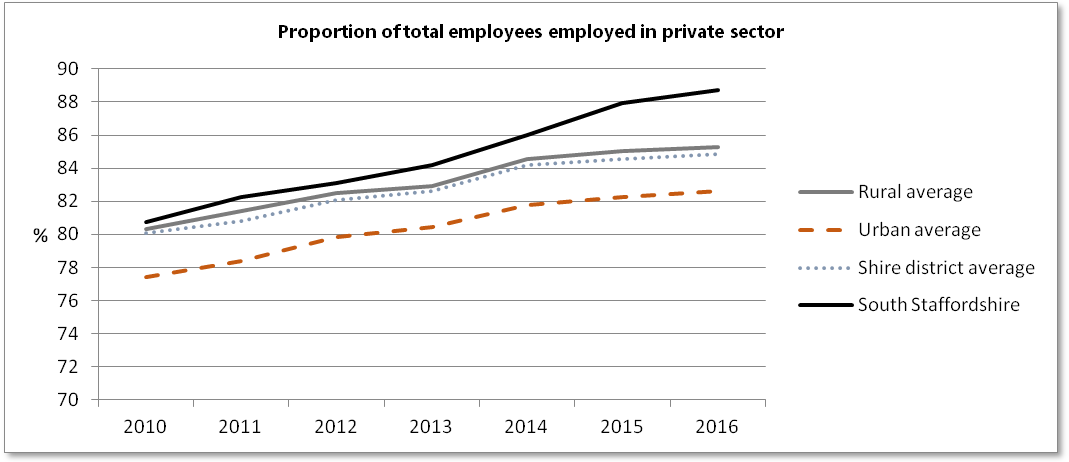 Proportion of total employees employed in private sector
90
88
86
84
82
80
78
76
74
72
70
%
2010 2011 2012 2013 2014 2015 2016
Rural average
Urban average
Shire district average
South Staffordshire